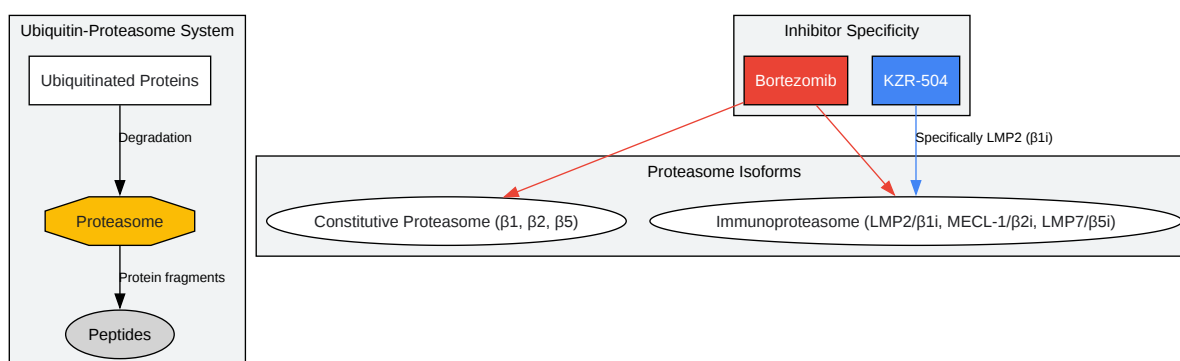 Ubiquitin-Proteasome System
Ubiquitinated Proteins
Degradation
Proteasome
Protein fragments
Peptides
Inhibitor Specificity
Bortezomib
KZR-504
Specifically LMP2 (β1i)
Proteasome Isoforms
Constitutive Proteasome (β1, β2, β5)
Immunoproteasome (LMP2/β1i, MECL-1/β2i, LMP7/β5i)